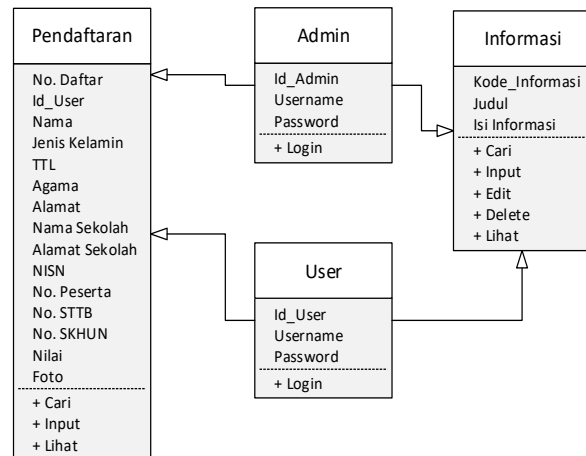 Pendaftaran
No. Daftar
Id_User
Nama
Jenis Kelamin
TTL
Agama
Alamat
Nama Sekolah
Alamat Sekolah
NISN
No. Peserta
No. STTB
No. SKHUN
Nilai
Foto
+ Cari
+ Input
+ Lihat
Admin
Id_Admin
Username
Password
+ Login
User
Id_User
Username
Password
+ Login
Informasi
Kode_Informasi
Judul
Isi Informasi
+ Cari
+ Input
+ Edit
+ Delete
+ Lihat